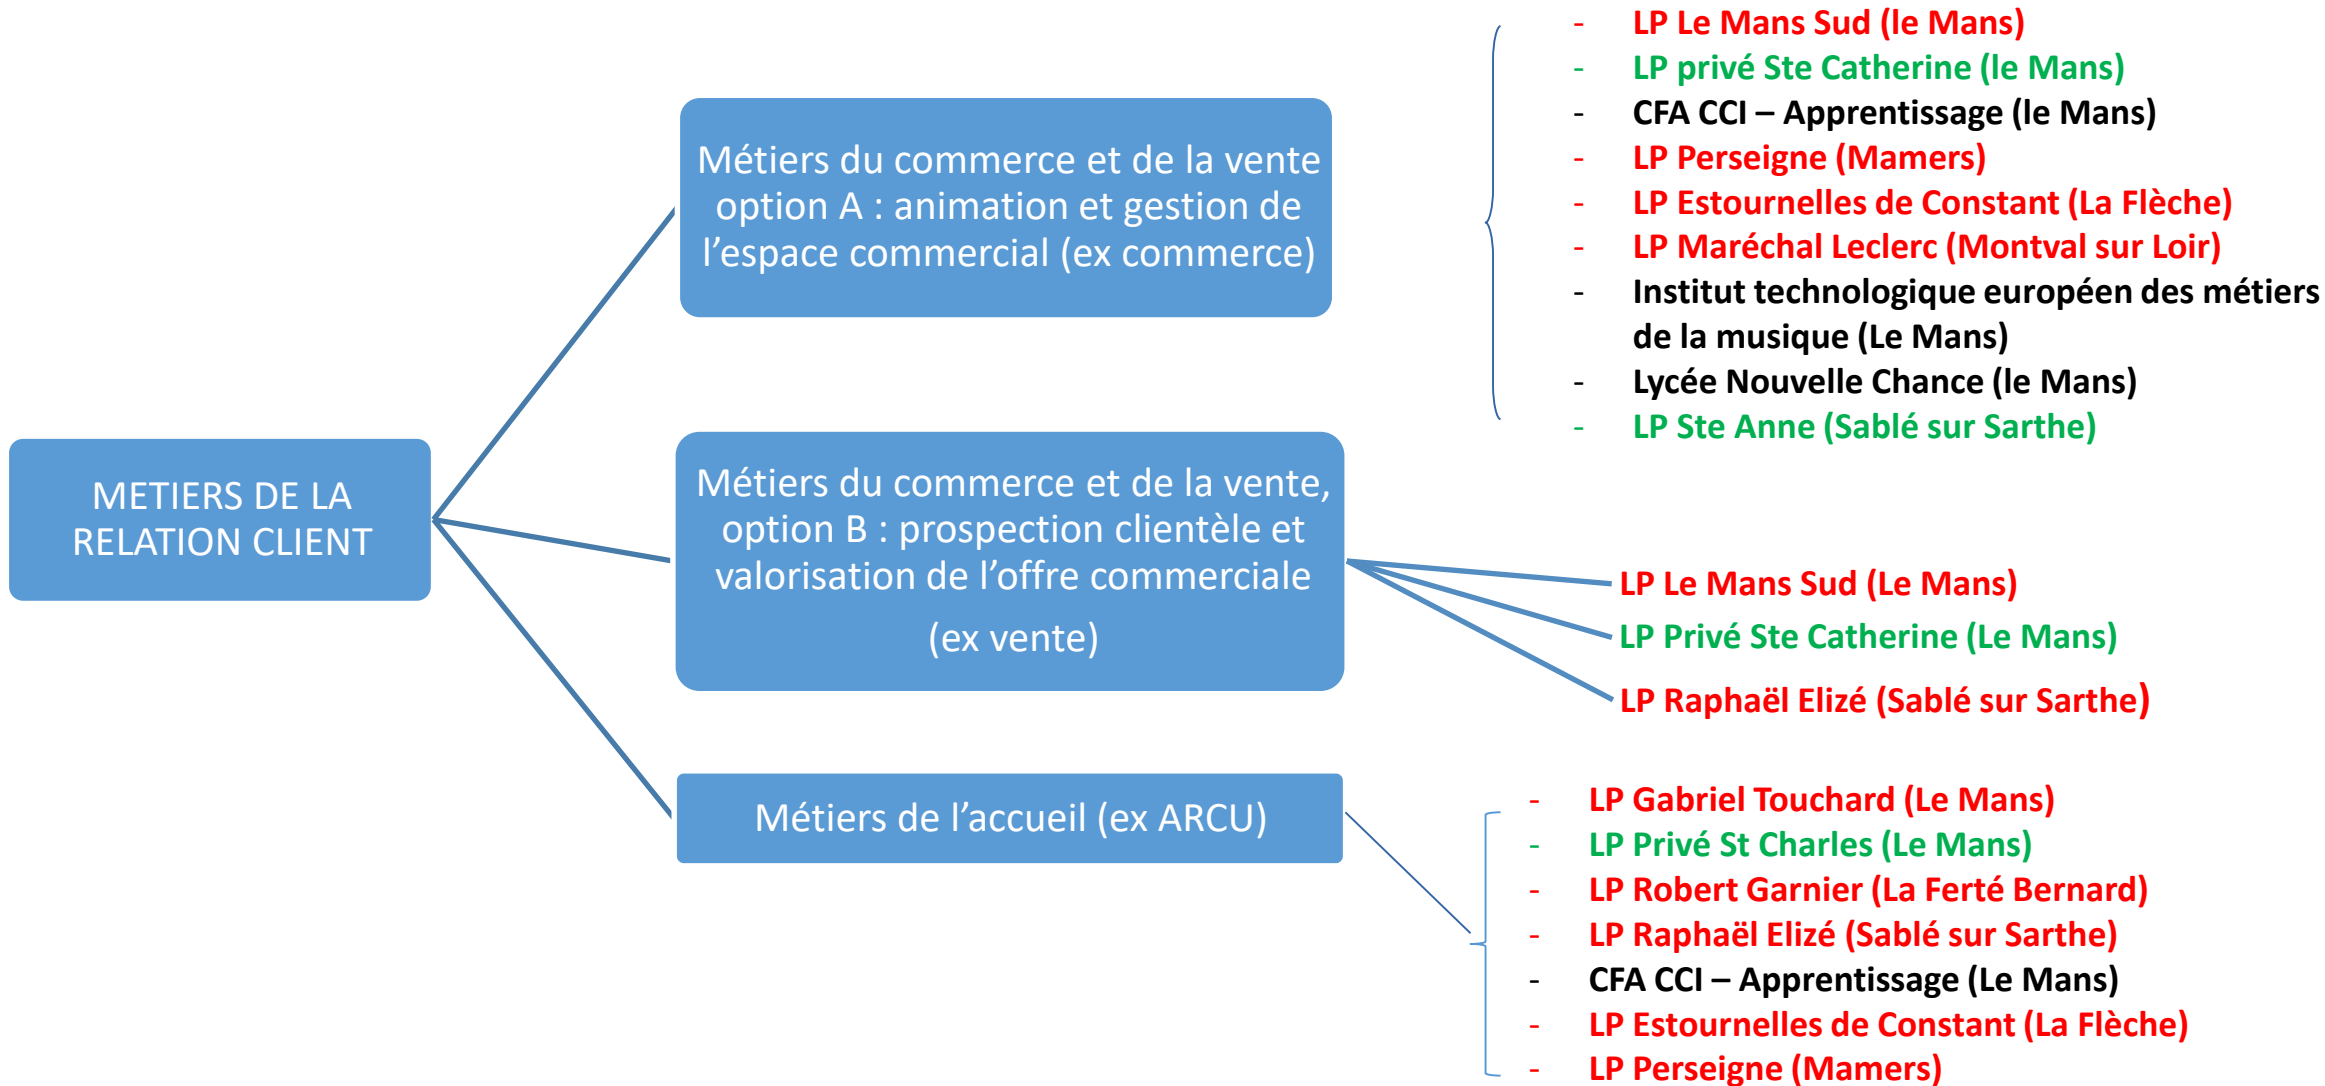 METIERS DE LA
RELATION CLIENT
Métiers du commerce et de la vente
option A : animation et gestion de
l’espace commercial (ex commerce)
- LP Le Mans Sud (le Mans)
- LP privé Ste Catherine (le Mans)
- CFA CCI – Apprentissage (le Mans)
- LP Perseigne (Mamers)
- LP Estournelles de Constant (La Flèche)
- LP Maréchal Leclerc (Montval sur Loir)
- Institut technologique européen des métiers
de la musique (Le Mans)
- Lycée Nouvelle Chance (le Mans)
- LP Ste Anne (Sablé sur Sarthe)
Métiers du commerce et de la vente,
option B : prospection clientèle et
valorisation de l’offre commerciale
(ex vente)
LP Le Mans Sud (Le Mans)
LP Privé Ste Catherine (Le Mans)
LP Raphaël Elizé (Sablé sur Sarthe)
Métiers de l’accueil (ex ARCU)
- LP Gabriel Touchard (Le Mans)
- LP Privé St Charles (Le Mans)
- LP Robert Garnier (La Ferté Bernard)
- LP Raphaël Elizé (Sablé sur Sarthe)
- CFA CCI – Apprentissage (Le Mans)
- LP Estournelles de Constant (La Flèche)
- LP Perseigne (Mamers)